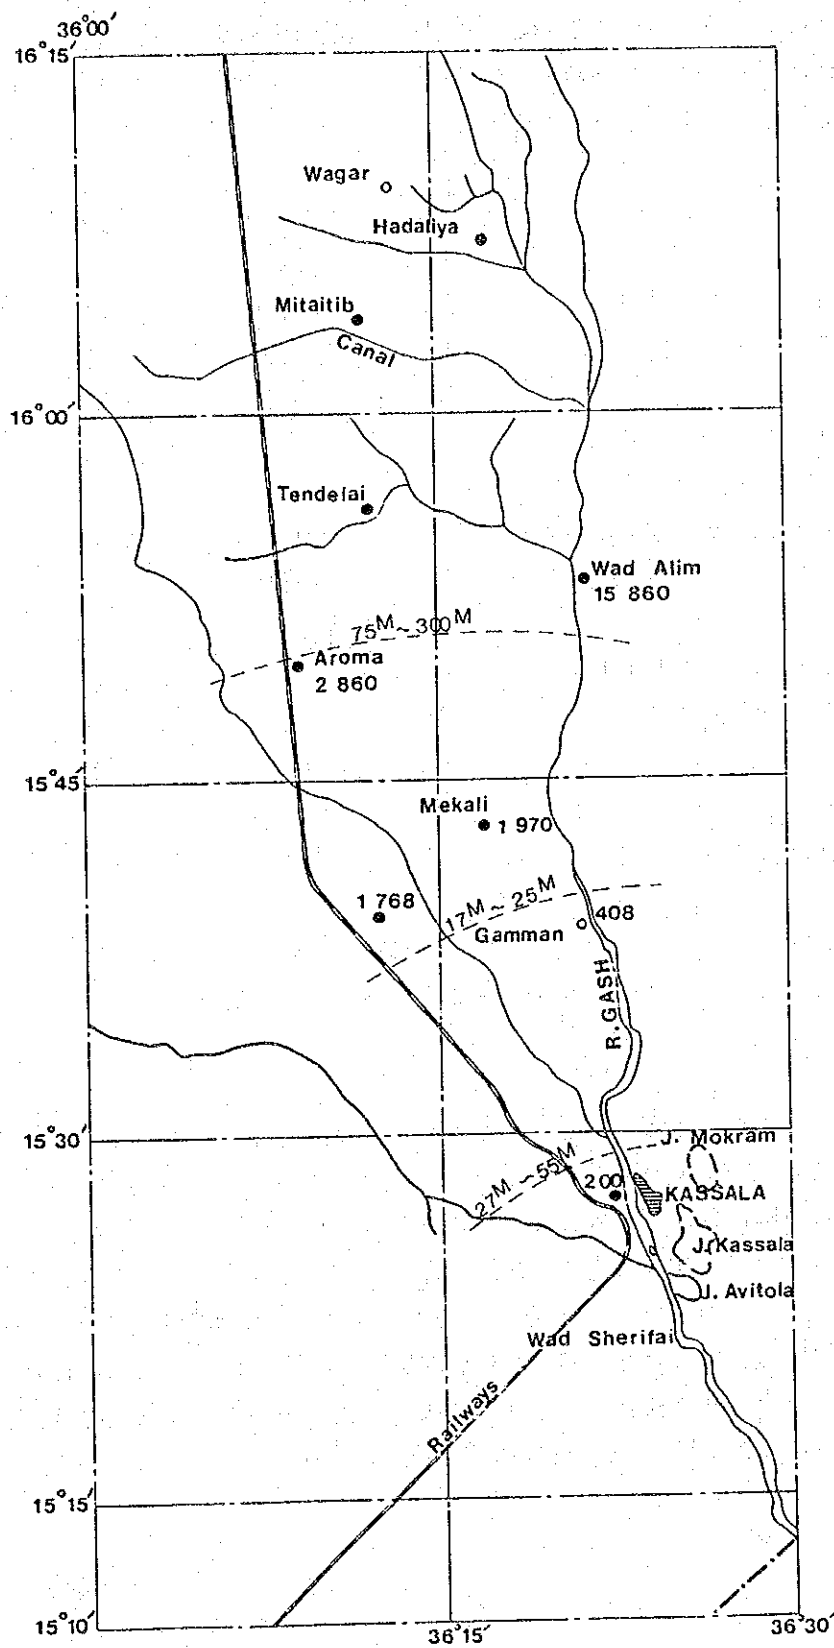 36°00′
16°15′
Wagar
Hadaliya
Mitaitib
Canal
16°00′
Tendelai
Wad Alim
15 860
75M ~ 300M
Aroma
2 860
15°45′
Mekali
1 970
1 768
17M ~ 25M
408
Gamman
R. GASH
15°30′
J. Mokram
27M ~ 55M
200
KASSALA
J. Kassala
J. Avitola
Wad Sherifai
Railways
15°15′
15°10′
36°15′
36°30′